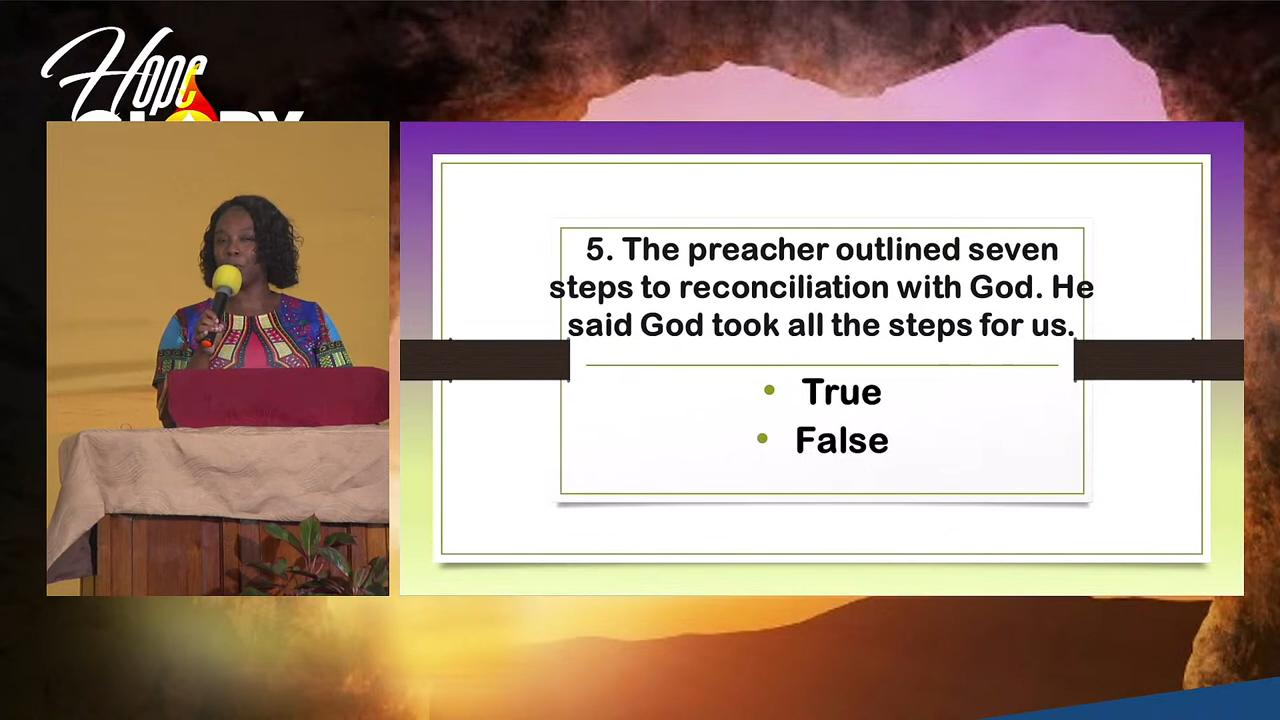 Hope
GLORY
5. The preacher outlined seven
steps to reconciliation with God. He
said God took all the steps for us.
• True
• False